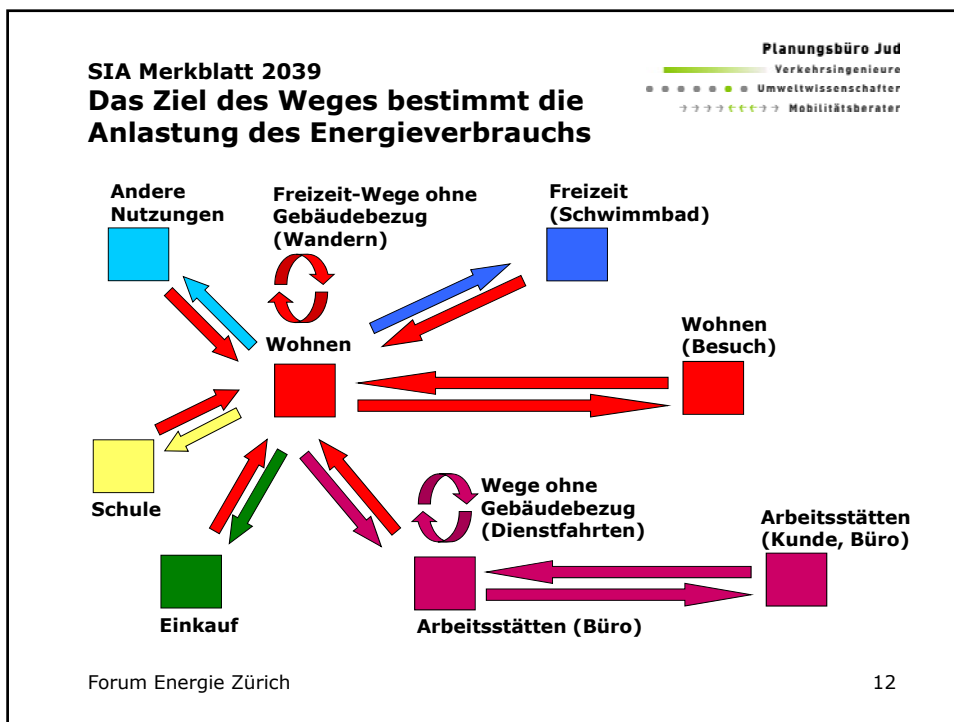 Planungsbüro Jud
Verkehrsingenieure
Umweltwissenschafter
Mobilitätsberater
SIA Merkblatt 2039
Das Ziel des Weges bestimmt die
Anlastung des Energieverbrauchs
Andere
Nutzungen
Freizeit-Wege ohne
Gebäudebezug
(Wandern)
Freizeit
(Schwimmbad)
Wohnen
Wohnen
(Besuch)
Schule
Wege ohne
Gebäudebezug
(Dienstfahrten)
Arbeitsstätten
(Kunde, Büro)
Einkauf
Arbeitsstätten (Büro)
Forum Energie Zürich
12